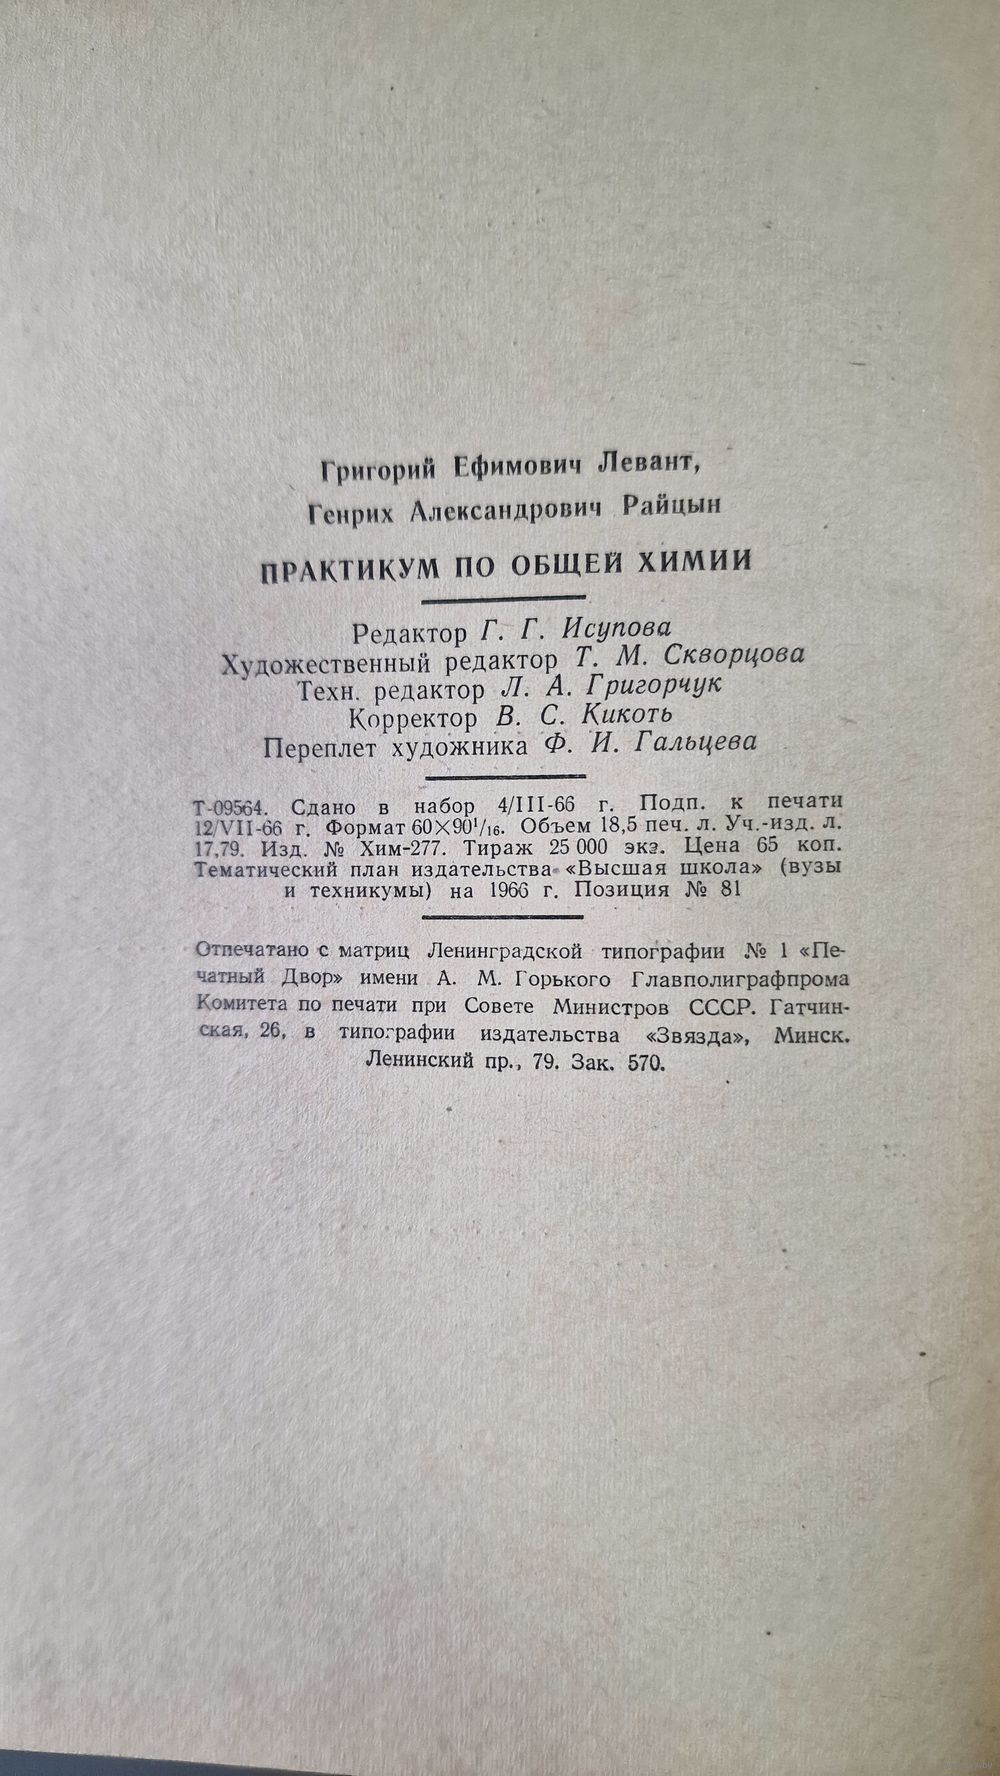 Григорий Ефимович Левант,
Генрих Александрович Райцын
ПРАКТИКУМ ПО ОБЩЕЙ ХИМИИ
Редактор Г. Г. Исупова
Художественный редактор Т. М. Скворцова
Техн. редактор Л. А. Григорчук
Корректор В. С. Кикоть
Переплет художника Ф. И. Гальцева
Т-09564. Сдано в набор 4/III-66 г. Подп. к печати
12/VII-66 г. Формат 60×90¹/₁₆. Объем 18,5 печ. л. Уч.-изд. л.
17,79. Изд. № Хим-277. Тираж 25 000 экз. Цена 65 коп.
Тематический план издательства «Высшая школа» (вузы
и техникумы) на 1966 г. Позиция № 81
Отпечатано с матриц Ленинградской типографии № 1 «Пе-
чатный Двор» имени А. М. Горького Главполиграфпрома
Комитета по печати при Совете Министров СССР. Гатчин-
ская, 26, в типографии издательства «Звязда», Минск.
Ленинский пр., 79. Зак. 570.